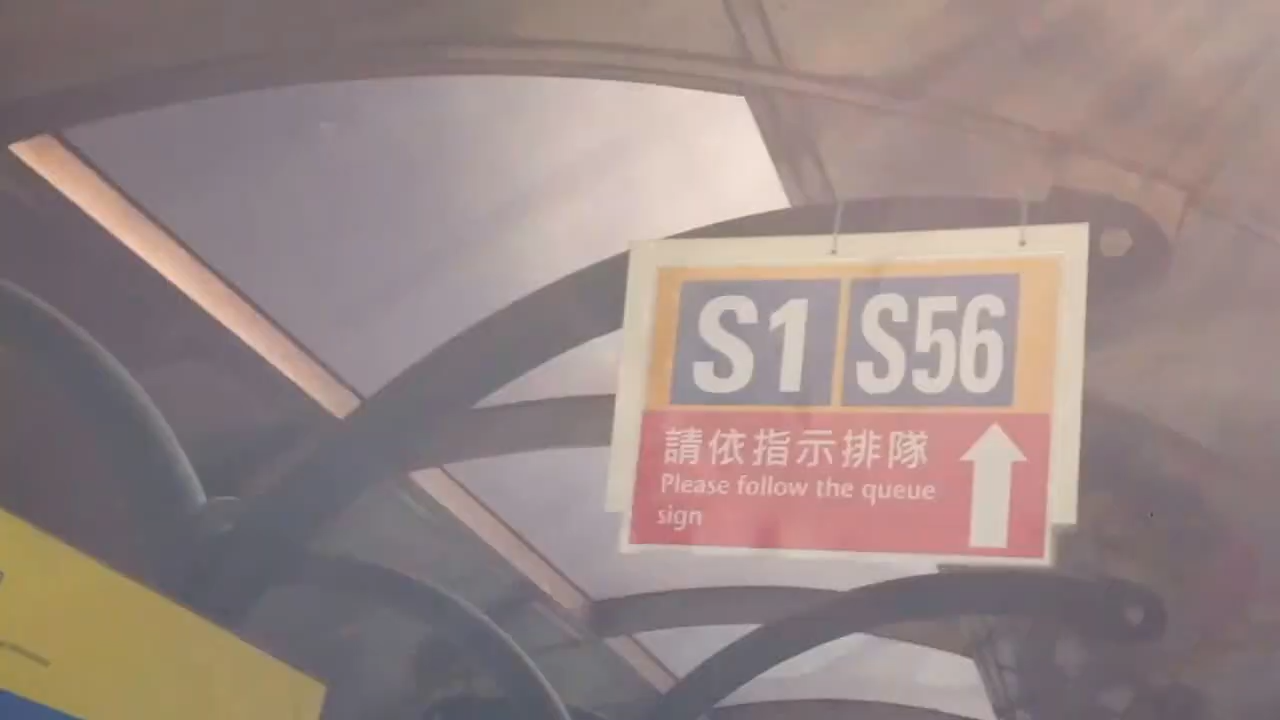 S1 S56
請依指示排隊
Please follow the queue
sign